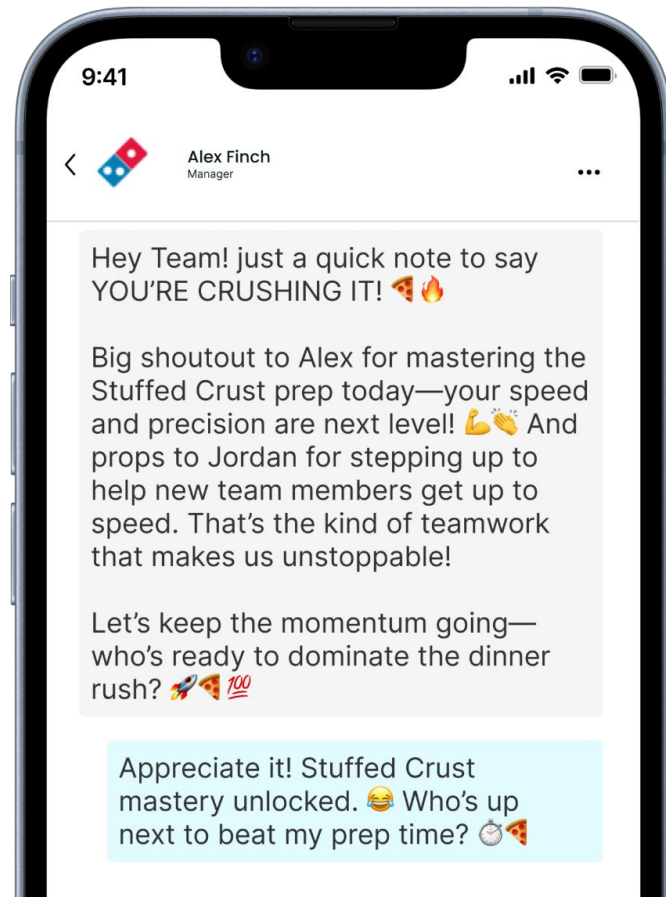 9:41
Alex Finch
Manager
Hey Team! just a quick note to say
YOU’RE CRUSHING IT! 🍕🔥
Big shoutout to Alex for mastering the
Stuffed Crust prep today—your speed
and precision are next level! 💪👏 And
props to Jordan for stepping up to
help new team members get up to
speed. That’s the kind of teamwork
that makes us unstoppable!
Let’s keep the momentum going—
who’s ready to dominate the dinner
rush? 🚀🍕💯
Appreciate it! Stuffed Crust
mastery unlocked. 😂 Who’s up
next to beat my prep time? ⏱️🍕